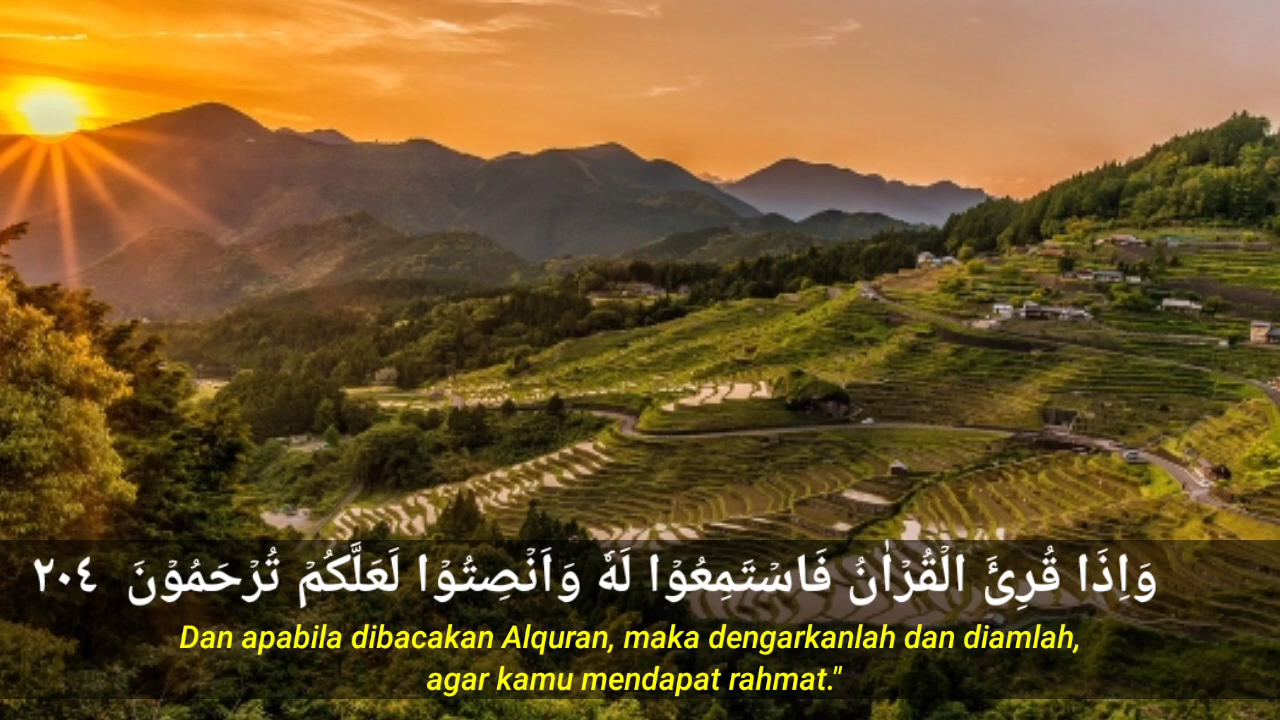 وَاِذَا قُرِئَ الْقُرْاٰنُ فَاسْتَمِعُوْا لَهٗ وَاَنْصِتُوْا لَعَلَّكُمْ تُرْحَمُوْنَ ٢٠٤
Dan apabila dibacakan Alquran, maka dengarkanlah dan diamlah,
agar kamu mendapat rahmat."